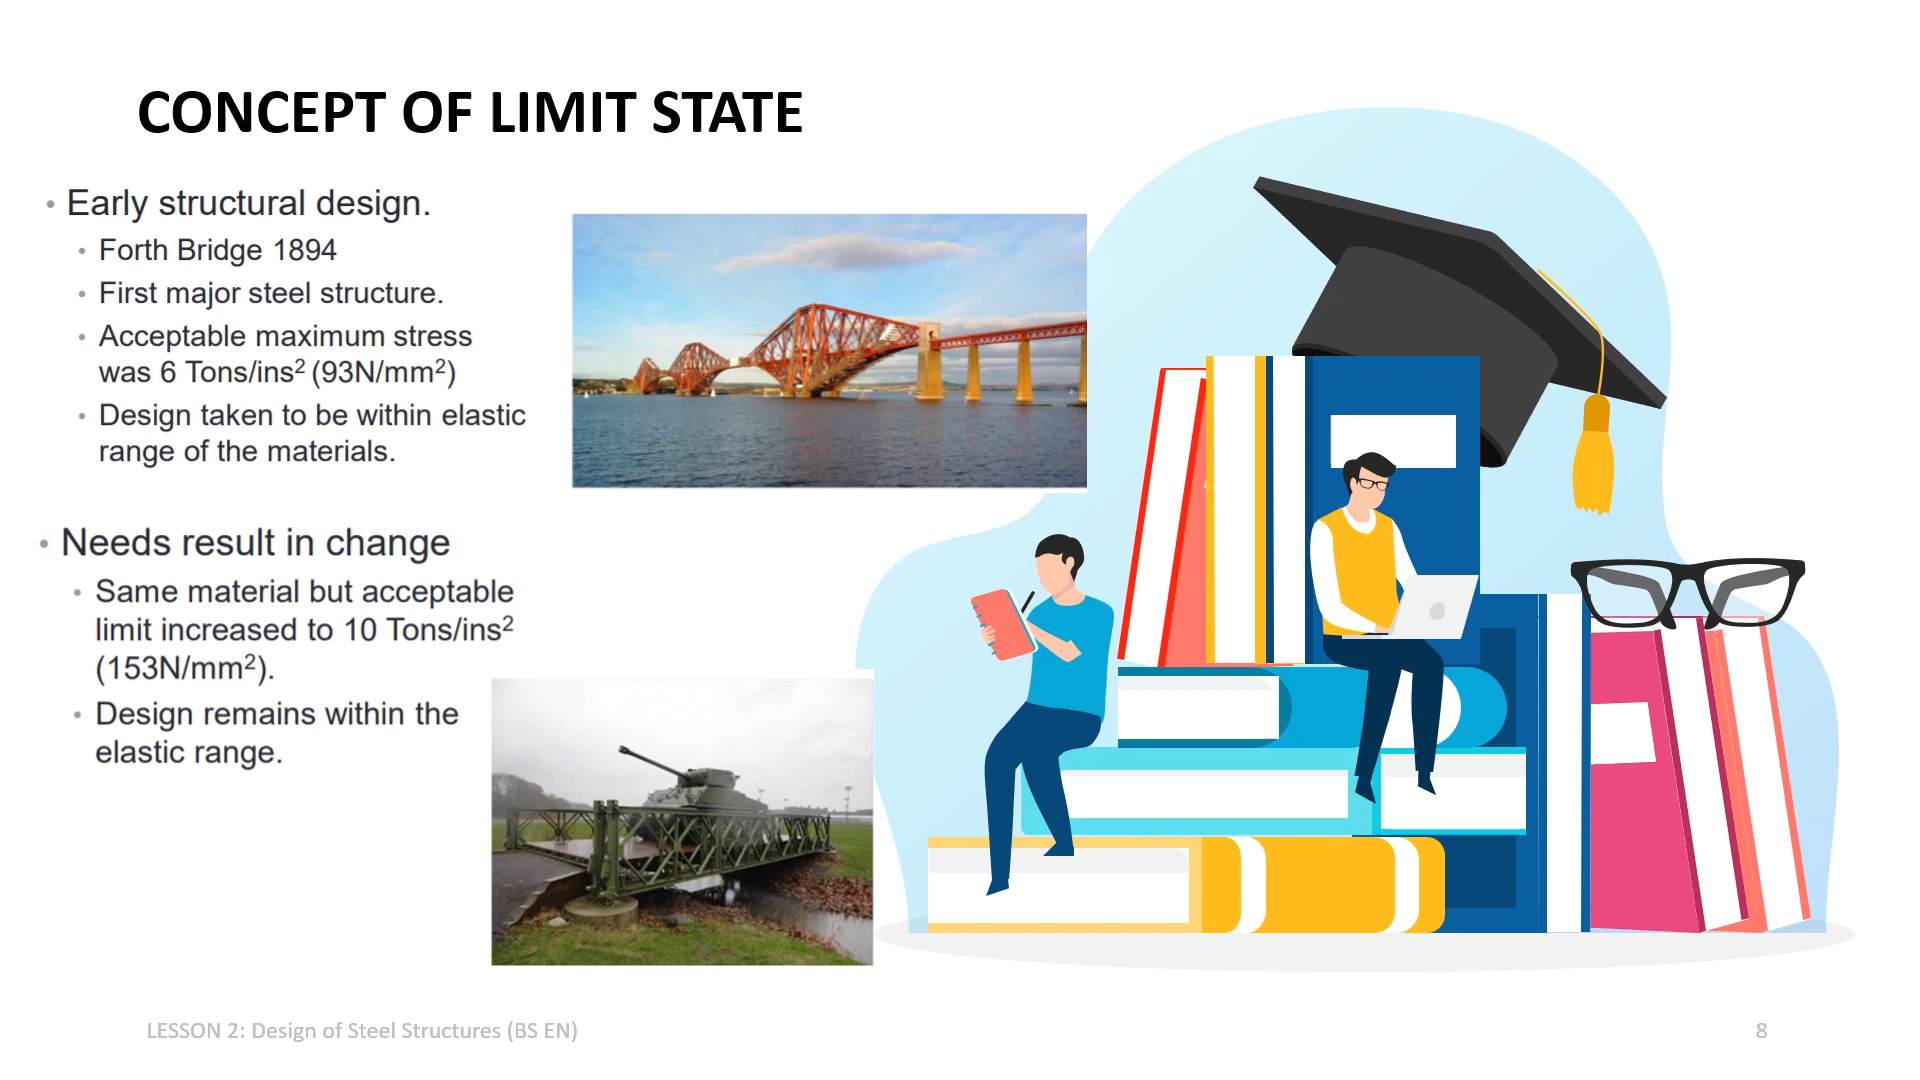 CONCEPT OF LIMIT STATE
• Early structural design.
• Forth Bridge 1894
• First major steel structure.
• Acceptable maximum stress
was 6 Tons/ins² (93N/mm²)
• Design taken to be within elastic
range of the materials.
• Needs result in change
• Same material but acceptable
limit increased to 10 Tons/ins²
(153N/mm²).
• Design remains within the
elastic range.
LESSON 2: Design of Steel Structures (BS EN)
8